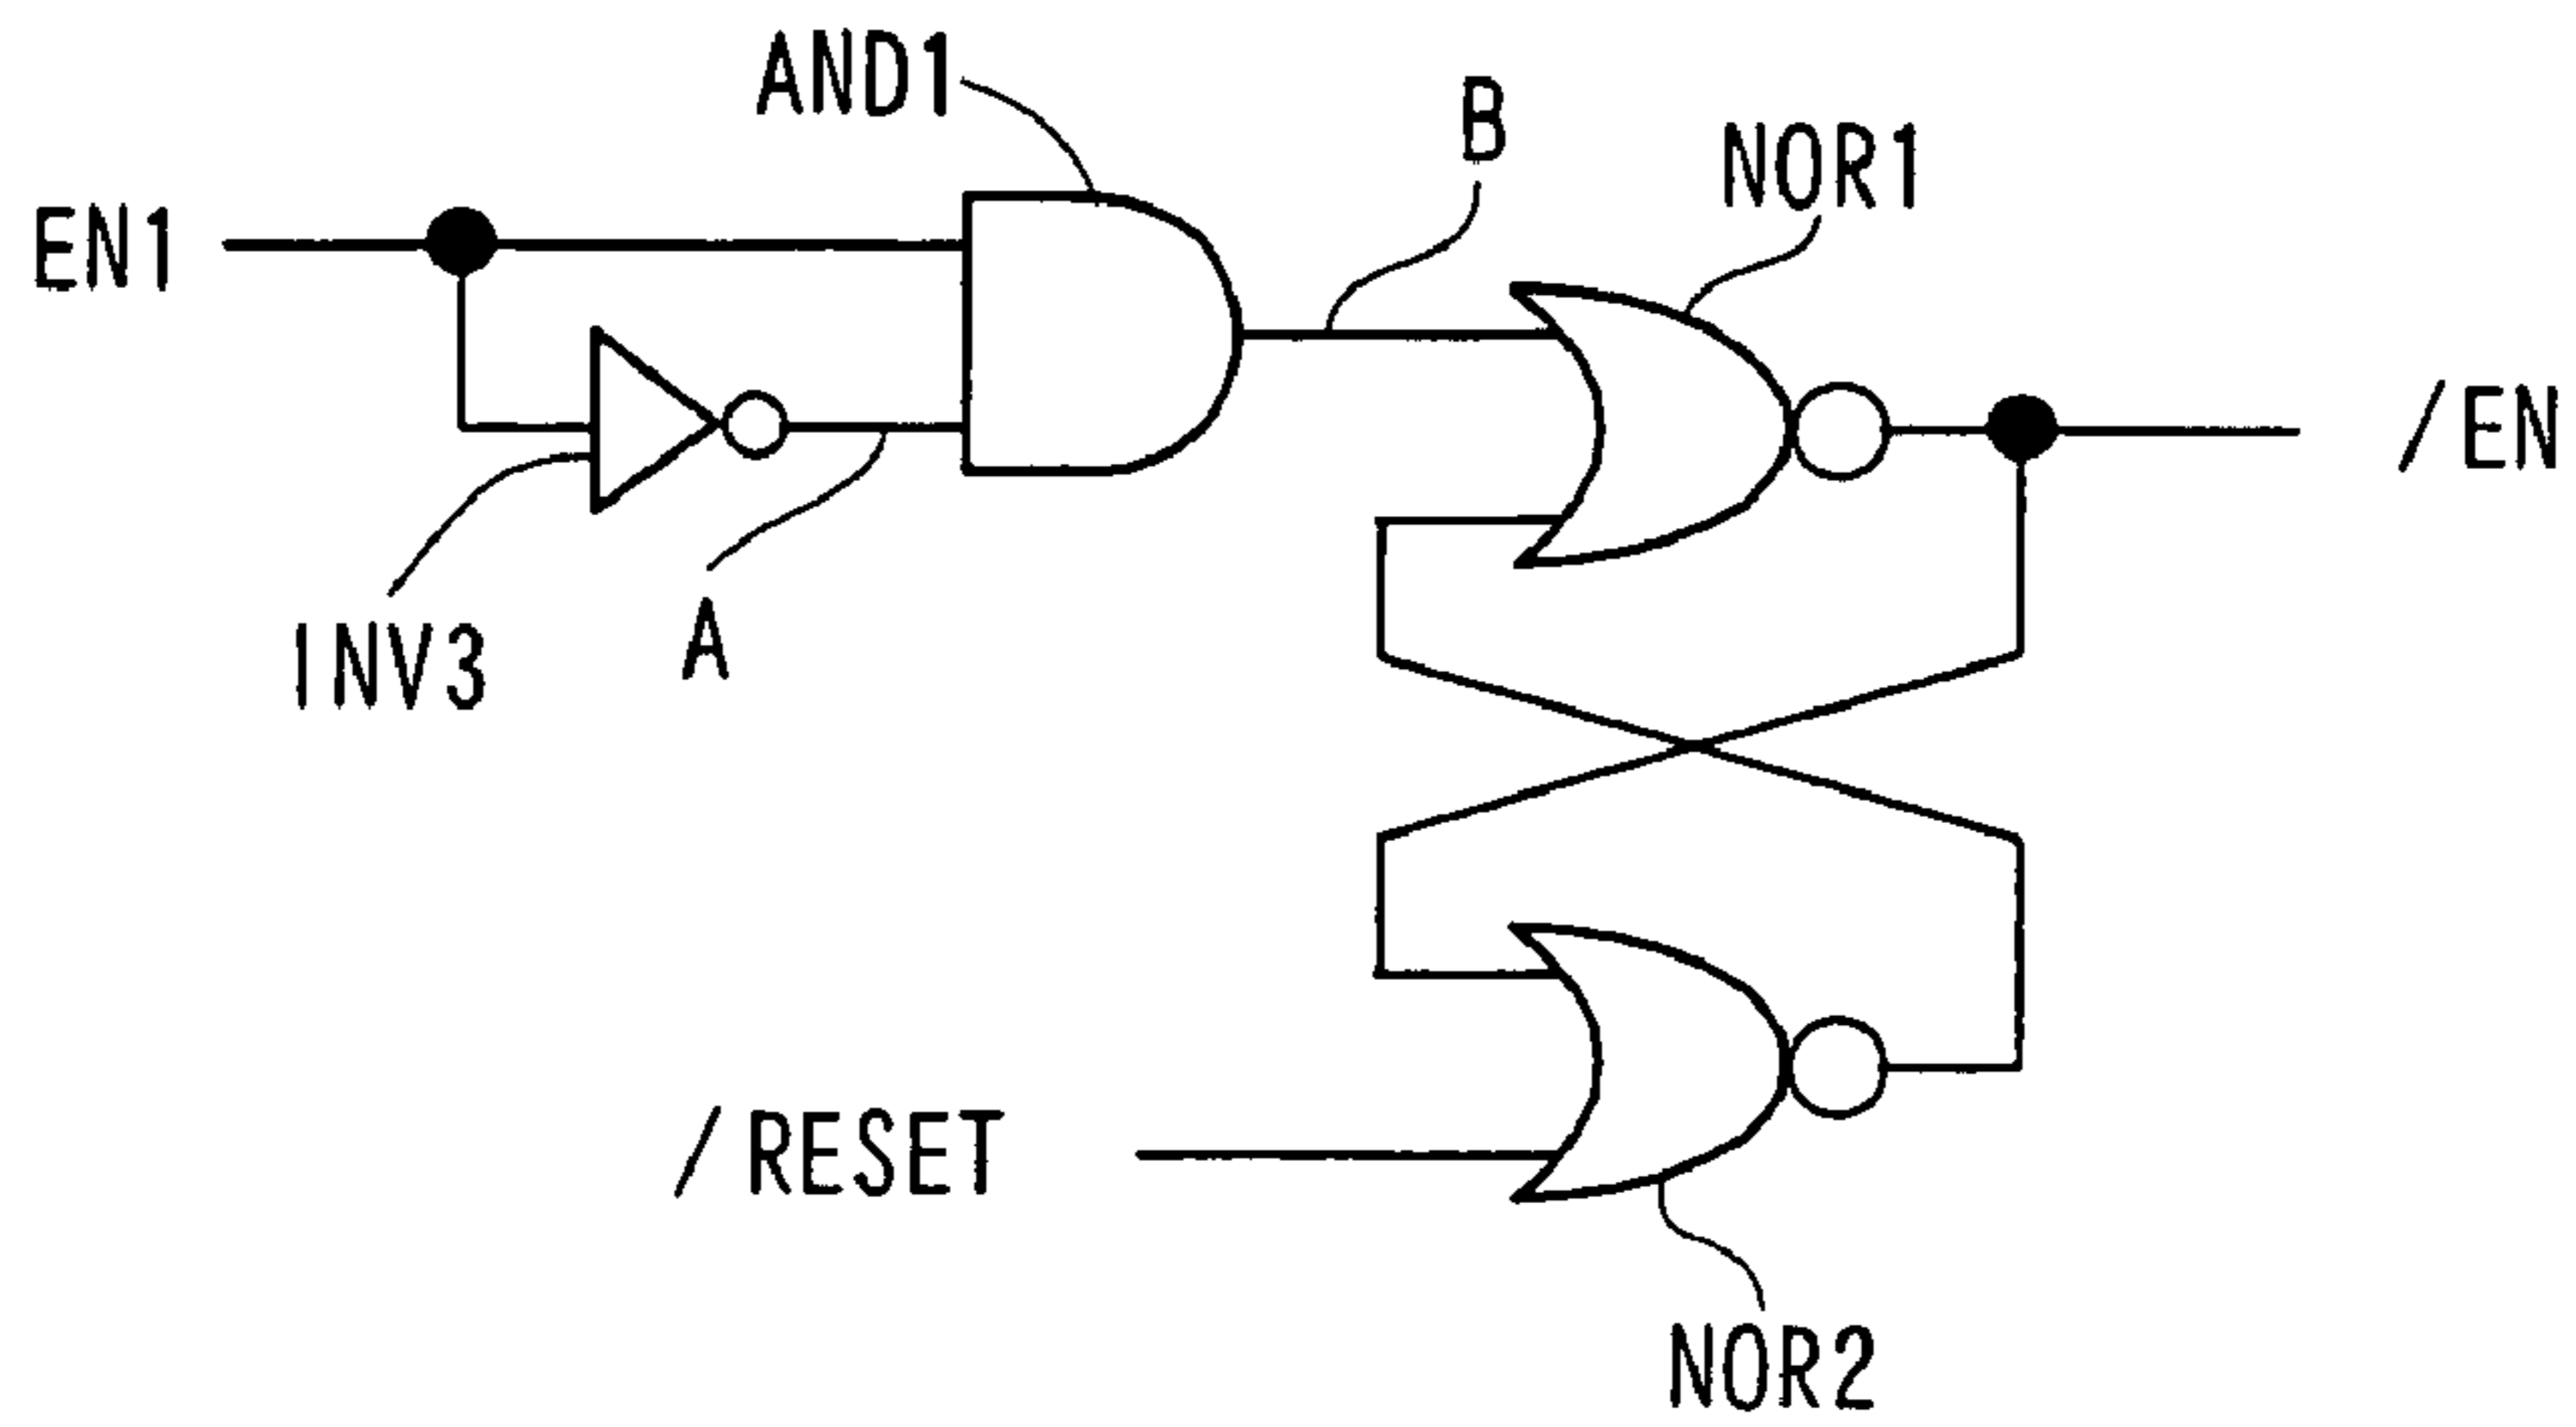 AND1
B
NOR1
EN1
/EN
INV3
A
/RESET
NOR2